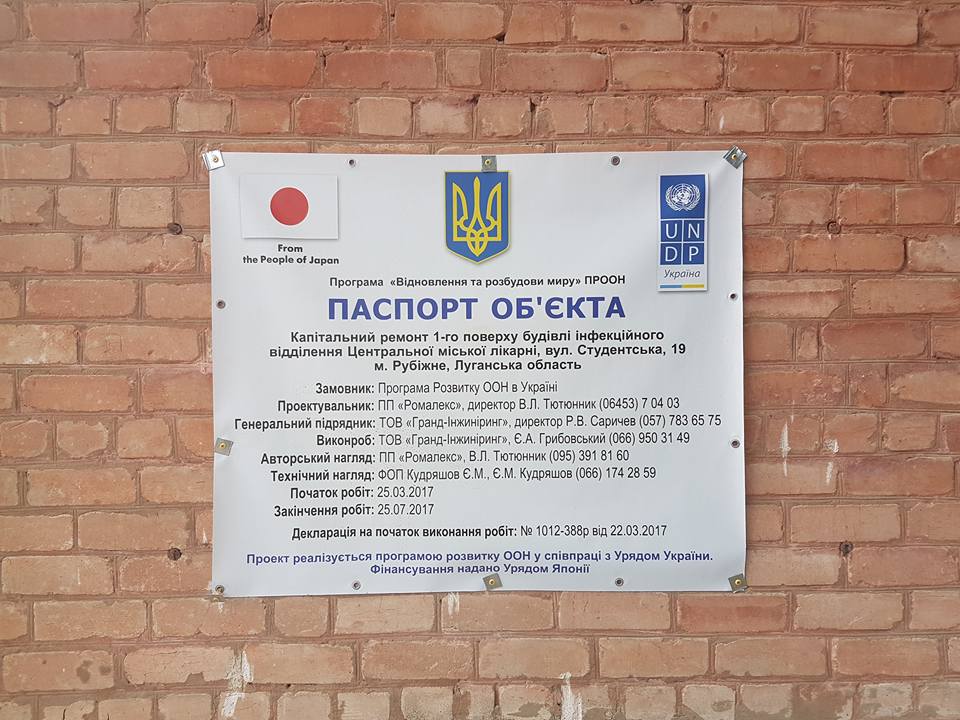 From
the People of Japan
UN
DP
Україна
Програма «Відновлення та розбудови миру» ПРООН
ПАСПОРТ ОБ'ЄКТА
Капітальний ремонт 1-го поверху будівлі інфекційного
відділення Центральної міської лікарні, вул. Студентська, 19
м. Рубіжне, Луганська область
Замовник: Програма Розвитку ООН в Україні
Проектувальник: ПП «Ромалекс», директор В.Л. Тютюнник (06453) 7 04 03
Генеральний підрядник: ТОВ «Гранд-Інжиніринг», директор Р.В. Саричев (057) 783 65 75
Виконроб: ТОВ «Гранд-Інжиніринг», Є.А. Грибовський (066) 950 31 49
Авторський нагляд: ПП «Ромалекс», В.Л. Тютюнник (095) 391 81 60
Технічний нагляд: ФОП Кудряшов Є.М., Є.М. Кудряшов (066) 174 28 59
Початок робіт: 25.03.2017
Закінчення робіт: 25.07.2017
Декларація на початок виконання робіт: № 1012-388р від 22.03.2017
Проект реалізується програмою розвитку ООН у співпраці з Урядом України.
Фінансування надано Урядом Японії